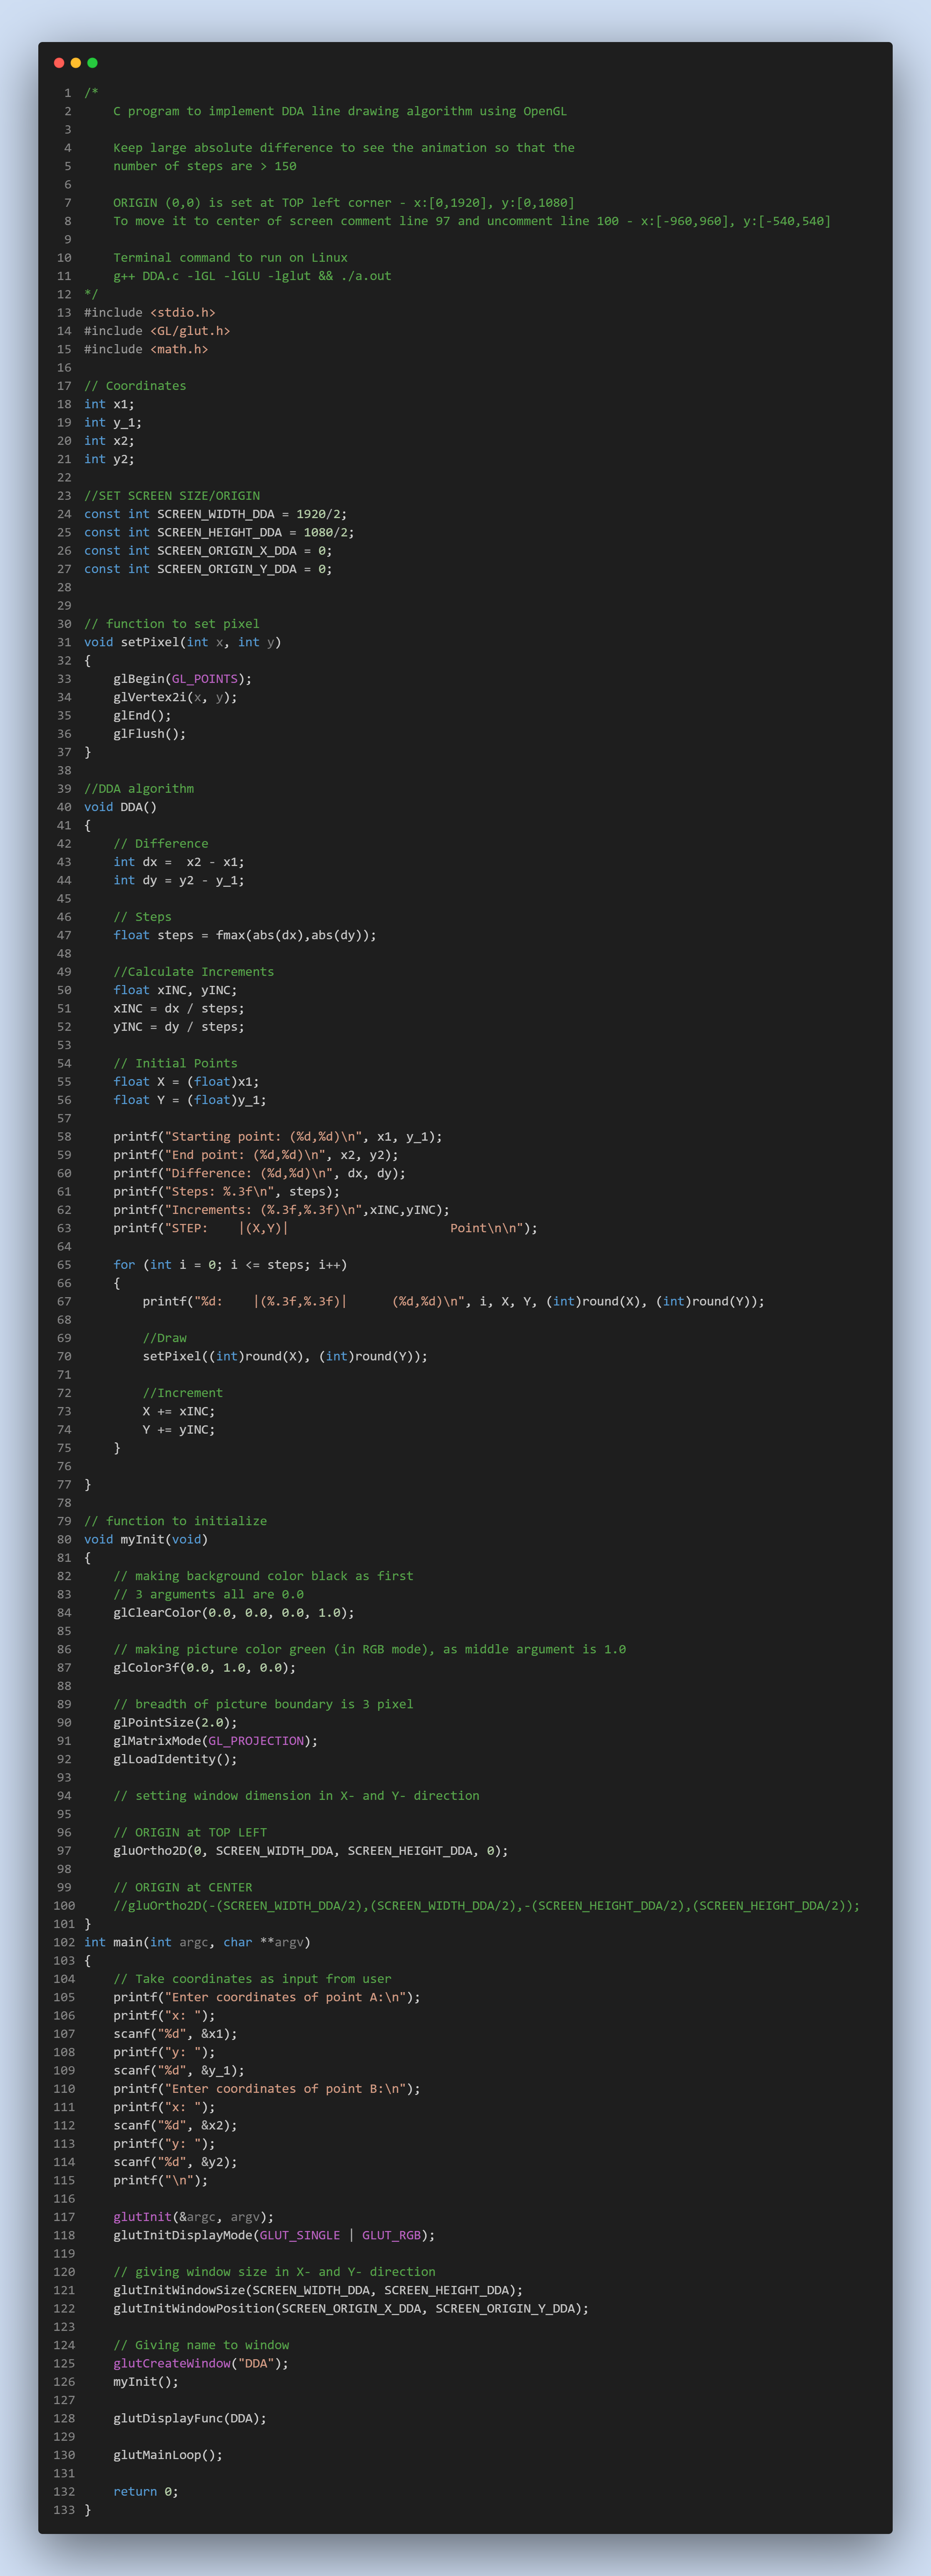 1 /*
2     C program to implement DDA line drawing algorithm using OpenGL
3
4     Keep large absolute difference to see the animation so that the
5     number of steps are > 150
6
7     ORIGIN (0,0) is set at TOP left corner - x:[0,1920], y:[0,1080]
8     To move it to center of screen comment line 97 and uncomment line 100 - x:[-960,960], y:[-540,540]
9
10     Terminal command to run on Linux
11     g++ DDA.c -lGL -lGLU -lglut && ./a.out
12 */
13 #include <stdio.h>
14 #include <GL/glut.h>
15 #include <math.h>
16
17 // Coordinates
18 int x1;
19 int y_1;
20 int x2;
21 int y2;
22
23 //SET SCREEN SIZE/ORIGIN
24 const int SCREEN_WIDTH_DDA = 1920/2;
25 const int SCREEN_HEIGHT_DDA = 1080/2;
26 const int SCREEN_ORIGIN_X_DDA = 0;
27 const int SCREEN_ORIGIN_Y_DDA = 0;
28
29
30 // function to set pixel
31 void setPixel(int x, int y)
32 {
33     glBegin(GL_POINTS);
34     glVertex2i(x, y);
35     glEnd();
36     glFlush();
37 }
38
39 //DDA algorithm
40 void DDA()
41 {
42     // Difference
43     int dx =  x2 - x1;
44     int dy = y2 - y_1;
45
46     // Steps
47     float steps = fmax(abs(dx),abs(dy));
48
49     //Calculate Increments
50     float xINC, yINC;
51     xINC = dx / steps;
52     yINC = dy / steps;
53
54     // Initial Points
55     float X = (float)x1;
56     float Y = (float)y_1;
57
58     printf("Starting point: (%d,%d)\n", x1, y_1);
59     printf("End point: (%d,%d)\n", x2, y2);
60     printf("Difference: (%d,%d)\n", dx, dy);
61     printf("Steps: %.3f\n", steps);
62     printf("Increments: (%.3f,%.3f)\n",xINC,yINC);
63     printf("STEP:    |(X,Y)|                      Point\n\n");
64
65     for (int i = 0; i <= steps; i++)
66     {
67         printf("%d:    |(%.3f,%.3f)|      (%d,%d)\n", i, X, Y, (int)round(X), (int)round(Y));
68
69         //Draw
70         setPixel((int)round(X), (int)round(Y));
71
72         //Increment
73         X += xINC;
74         Y += yINC;
75     }
76
77 }
78
79 // function to initialize
80 void myInit(void)
81 {
82     // making background color black as first
83     // 3 arguments all are 0.0
84     glClearColor(0.0, 0.0, 0.0, 1.0);
85
86     // making picture color green (in RGB mode), as middle argument is 1.0
87     glColor3f(0.0, 1.0, 0.0);
88
89     // breadth of picture boundary is 3 pixel
90     glPointSize(2.0);
91     glMatrixMode(GL_PROJECTION);
92     glLoadIdentity();
93
94     // setting window dimension in X- and Y- direction
95
96     // ORIGIN at TOP LEFT
97     gluOrtho2D(0, SCREEN_WIDTH_DDA, SCREEN_HEIGHT_DDA, 0);
98
99     // ORIGIN at CENTER
100     //gluOrtho2D(-(SCREEN_WIDTH_DDA/2),(SCREEN_WIDTH_DDA/2),-(SCREEN_HEIGHT_DDA/2),(SCREEN_HEIGHT_DDA/2));
101 }
102 int main(int argc, char **argv)
103 {
104     // Take coordinates as input from user
105     printf("Enter coordinates of point A:\n");
106     printf("x: ");
107     scanf("%d", &x1);
108     printf("y: ");
109     scanf("%d", &y_1);
110     printf("Enter coordinates of point B:\n");
111     printf("x: ");
112     scanf("%d", &x2);
113     printf("y: ");
114     scanf("%d", &y2);
115     printf("\n");
116
117     glutInit(&argc, argv);
118     glutInitDisplayMode(GLUT_SINGLE | GLUT_RGB);
119
120     // giving window size in X- and Y- direction
121     glutInitWindowSize(SCREEN_WIDTH_DDA, SCREEN_HEIGHT_DDA);
122     glutInitWindowPosition(SCREEN_ORIGIN_X_DDA, SCREEN_ORIGIN_Y_DDA);
123
124     // Giving name to window
125     glutCreateWindow("DDA");
126     myInit();
127
128     glutDisplayFunc(DDA);
129
130     glutMainLoop();
131
132     return 0;
133 }